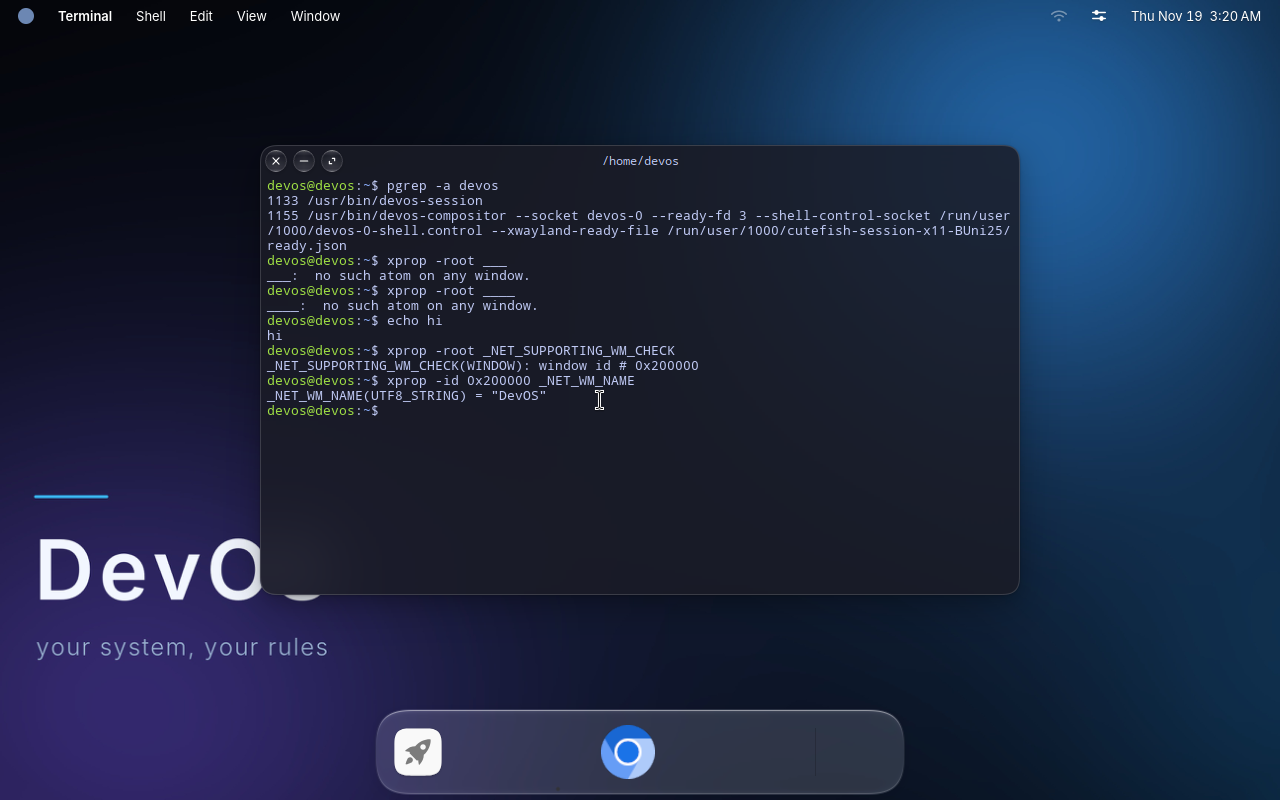 Terminal Shell Edit View Window Thu Nov 19 3:20 AM
/home/devos
devos@devos:~$ pgrep -a devos
1133 /usr/bin/devos-session
1155 /usr/bin/devos-compositor --socket devos-0 --ready-fd 3 --shell-control-socket /run/user
/1000/devos-0-shell.control --xwayland-ready-file /run/user/1000/cutefish-session-x11-BUni25/
ready.json
devos@devos:~$ xprop -root ___
___:  no such atom on any window.
devos@devos:~$ xprop -root ____
____:  no such atom on any window.
devos@devos:~$ echo hi
hi
devos@devos:~$ xprop -root _NET_SUPPORTING_WM_CHECK
_NET_SUPPORTING_WM_CHECK(WINDOW): window id # 0x200000
devos@devos:~$ xprop -id 0x200000 _NET_WM_NAME
_NET_WM_NAME(UTF8_STRING) = "DevOS"
devos@devos:~$
DevOS
your system, your rules